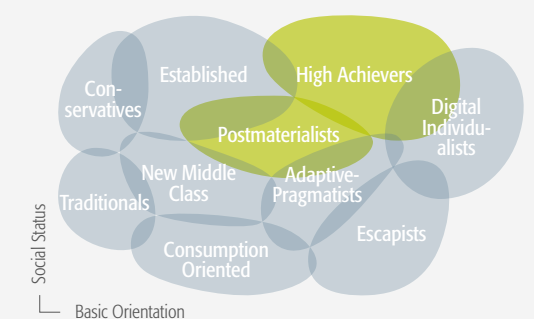 Established
High Achievers
Con-
servatives
Digital
Individu-
alists
Postmaterialists
New Middle
Class
Adaptive-
Pragmatists
Traditionals
Escapists
Consumption
Oriented
Social Status
Basic Orientation